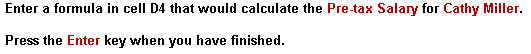 Enter a formula in cell D4 that would calculate the Pre-tax Salary for Cathy Miller.
Press the Enter key when you have finished.